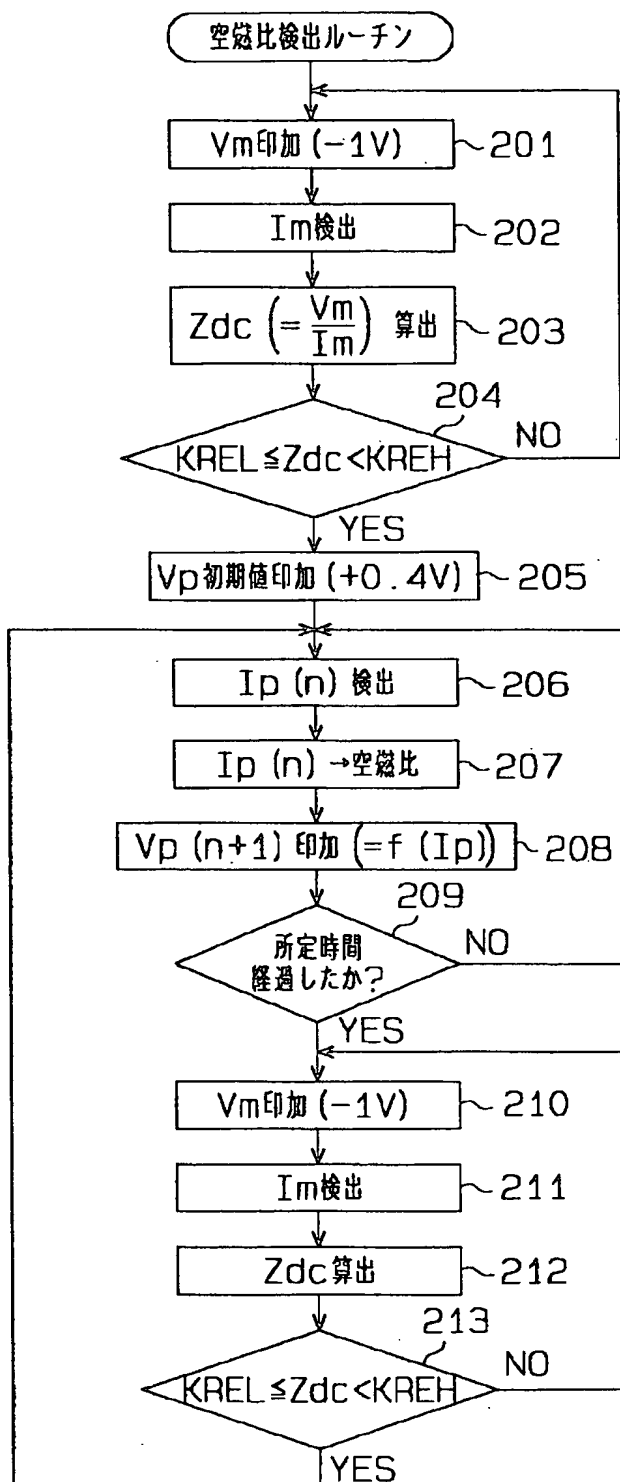 空燃比検出ルーチン
Vm印加(-1V) 201
Im検出 202
Zdc(=Vm/Im) 算出 203
204
KREL≦Zdc<KREH NO
YES
Vp初期値印加(+0.4V) 205
Ip(n)検出 206
Ip(n)→空燃比 207
Vp(n+1)印加(=f(Ip)) 208
209
所定時間 NO
経過したか?
YES
Vm印加(-1V) 210
Im検出 211
Zdc算出 212
213
KREL≦Zdc<KREH NO
YES